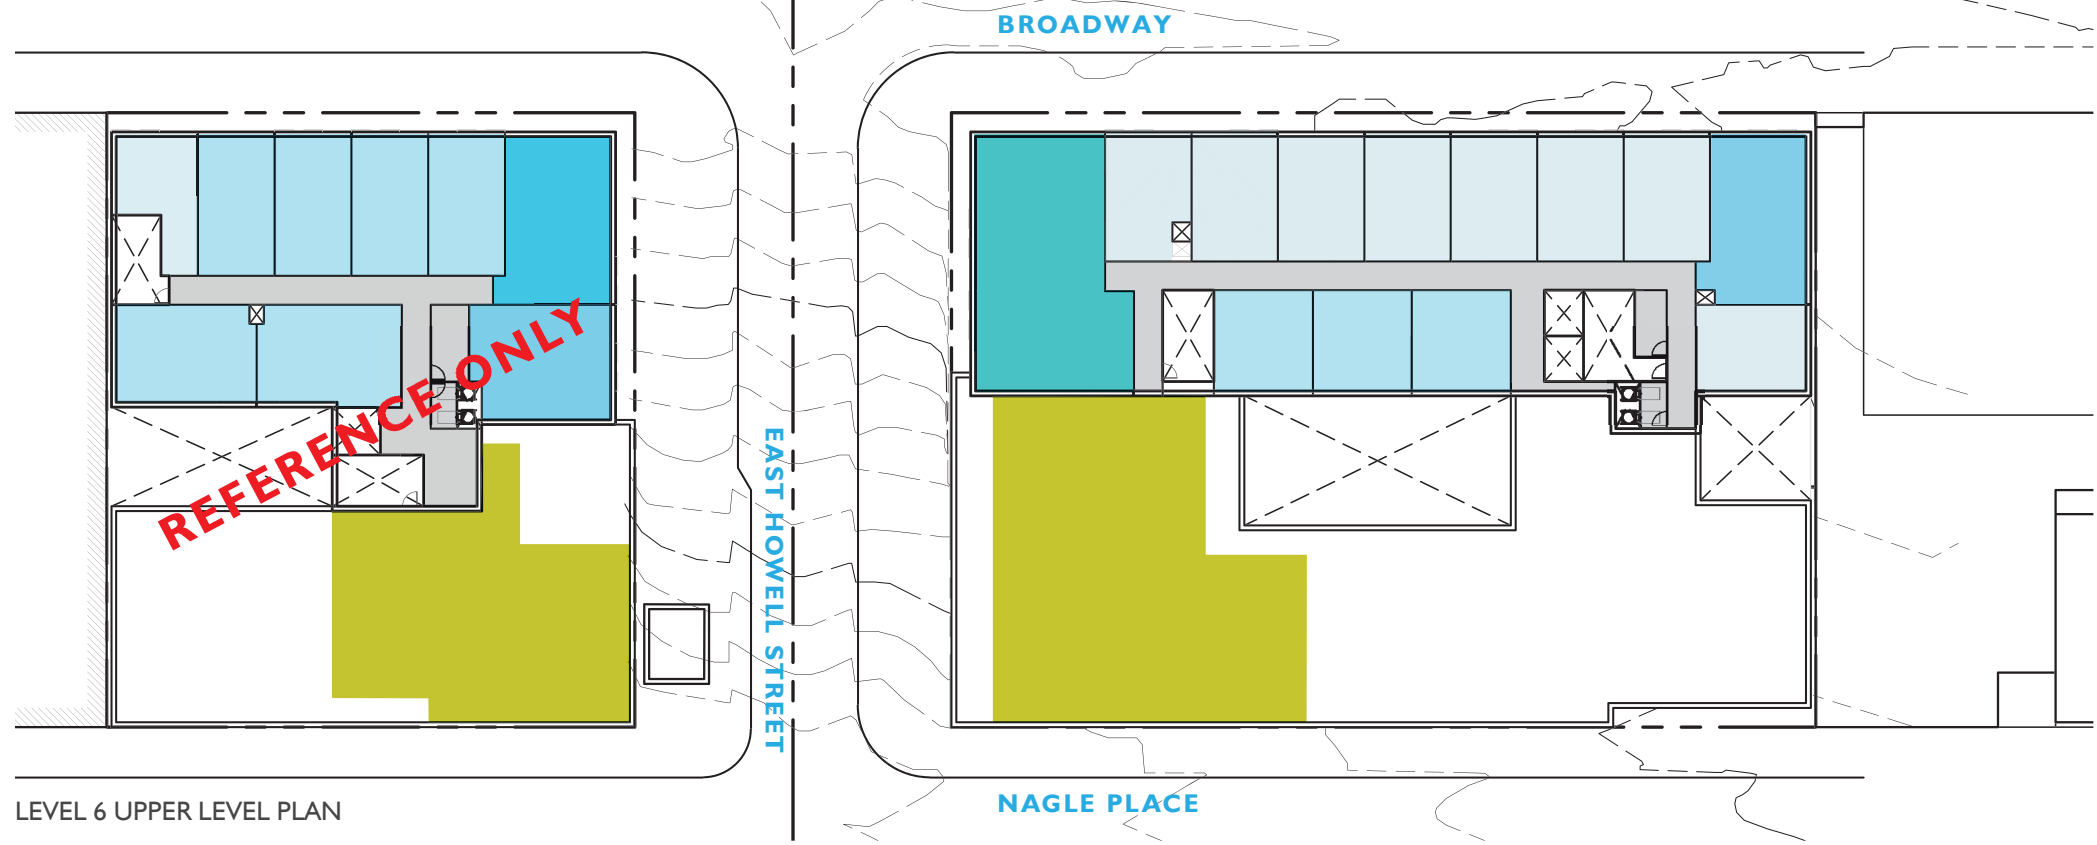 BROADWAY
REFERENCE ONLY
EAST HOWELL STREET
NAGLE PLACE
LEVEL 6 UPPER LEVEL PLAN